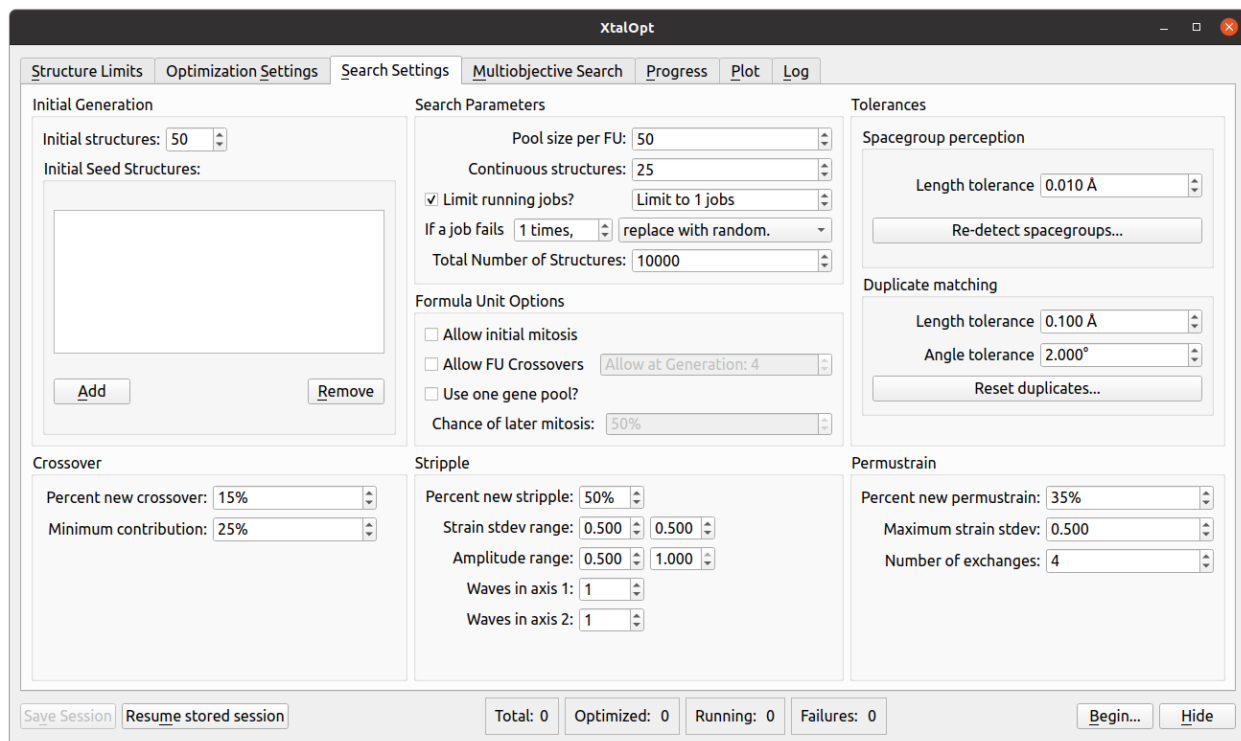 XtalOpt
Structure Limits Optimization Settings Search Settings Multiobjective Search Progress Plot Log
Initial Generation
Initial structures: 50
Initial Seed Structures:
Add Remove
Search Parameters
Pool size per FU: 50
Continuous structures: 25
Limit running jobs? Limit to 1 jobs
If a job fails 1 times, replace with random.
Total Number of Structures: 10000
Formula Unit Options
Allow initial mitosis
Allow FU Crossovers Allow at Generation: 4
Use one gene pool?
Chance of later mitosis: 50%
Tolerances
Spacegroup perception
Length tolerance 0.010 Å
Re-detect spacegroups...
Duplicate matching
Length tolerance 0.100 Å
Angle tolerance 2.000°
Reset duplicates...
Crossover
Percent new crossover: 15%
Minimum contribution: 25%
Stripple
Percent new stripple: 50%
Strain stdev range: 0.500 0.500
Amplitude range: 0.500 1.000
Waves in axis 1: 1
Waves in axis 2: 1
Permustrain
Percent new permustrain: 35%
Maximum strain stdev: 0.500
Number of exchanges: 4
Save Session Resume stored session Total: 0 Optimized: 0 Running: 0 Failures: 0 Begin... Hide